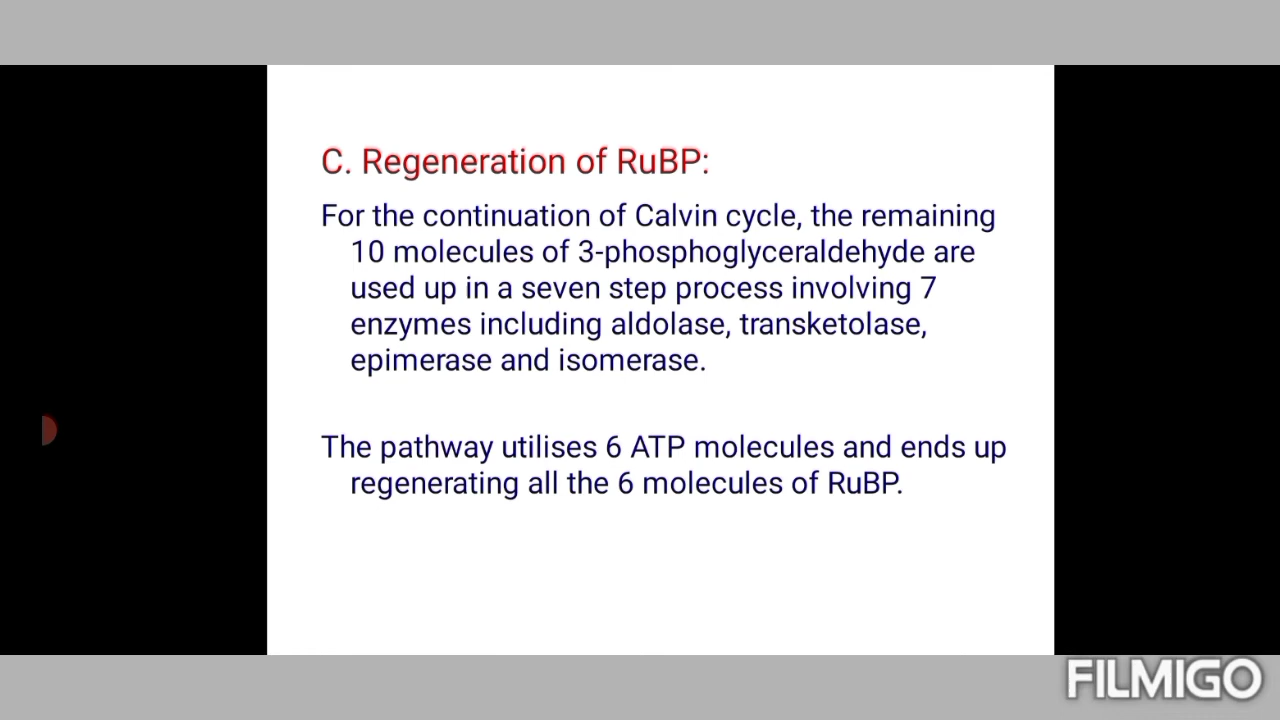 C. Regeneration of RuBP:
For the continuation of Calvin cycle, the remaining
10 molecules of 3-phosphoglyceraldehyde are
used up in a seven step process involving 7
enzymes including aldolase, transketolase,
epimerase and isomerase.
The pathway utilises 6 ATP molecules and ends up
regenerating all the 6 molecules of RuBP.
FILMIGO